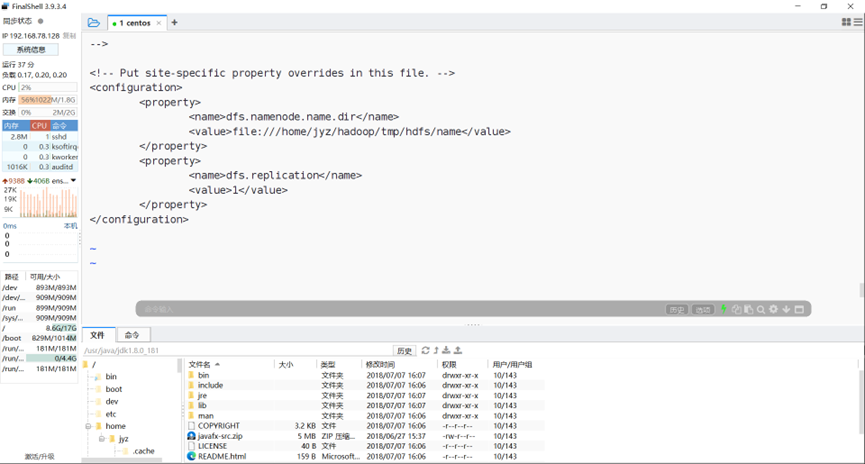 FinalShell 3.9.3.4
同步状态
IP 192.168.78.128 复制
系统信息
运行 37 分
负载 0.17, 0.20, 0.20
CPU 2%
内存 56% 1022M/1.8G
交换 0% 2M/2G
内存 CPU 命令
2.8M 1 sshd
0 0.3 ksoftirq-
0 0.3 kworker
1016K 0.3 auditd
938B 406B ens...
27K
19K
9K
0ms 本机
0
0
0
路径 可用/大小
/dev 893M/893M
/dev/... 909M/909M
/run 899M/909M
/sys/... 909M/909M
/ 8.6G/17G
/boot 829M/1014M
/run/... 181M/181M
/run/... 0/4.4G
/run/... 181M/181M
激活/升级
1 centos × +
-->
<!-- Put site-specific property overrides in this file. -->
<configuration>
<property>
<name>dfs.namenode.name.dir</name>
<value>file:///home/jyz/hadoop/tmp/hdfs/name</value>
</property>
<property>
<name>dfs.replication</name>
<value>1</value>
</property>
</configuration>
~
~
命令输入 历史 选项
文件 命令
/usr/java/jdk1.8.0_181 历史
/
bin
boot
dev
etc
home
jyz
.cache
文件名 大小 类型 修改时间 权限 用户/用户组
bin 文件夹 2018/07/07 16:07 drwxr-xr-x 10/143
include 文件夹 2018/07/07 16:07 drwxr-xr-x 10/143
jre 文件夹 2018/07/07 16:07 drwxr-xr-x 10/143
lib 文件夹 2018/07/07 16:07 drwxr-xr-x 10/143
man 文件夹 2018/07/07 16:06 drwxr-xr-x 10/143
COPYRIGHT 3.2 KB 文件 2018/07/07 16:06 -r--r--r-- 10/143
javafx-src.zip 5 MB ZIP 压缩... 2018/06/27 15:37 -rw-r--r-- 10/143
LICENSE 40 B 文件 2018/07/07 16:06 -r--r--r-- 10/143
README.html 159 B Microsoft... 2018/07/07 16:06 -r--r--r-- 10/143